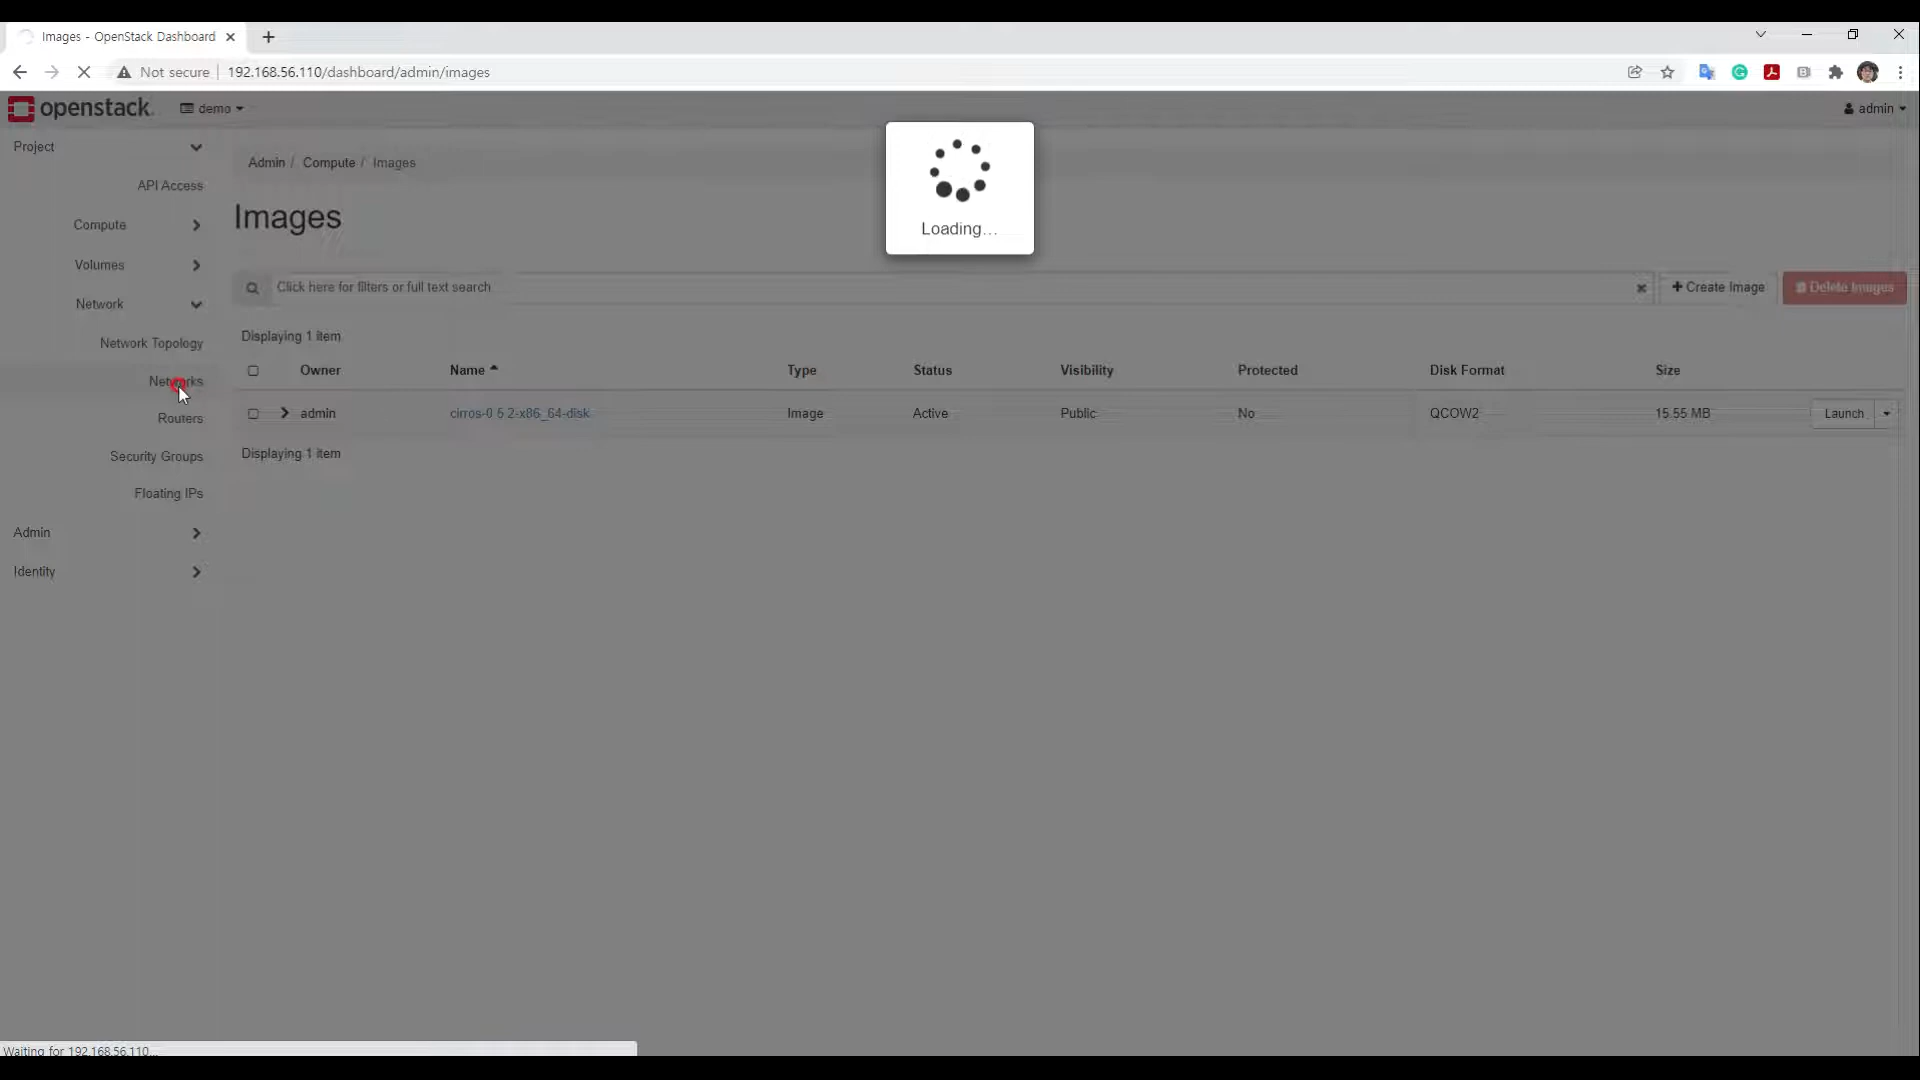 Images - OpenStack Dashboard
Not secure 192.168.56.110/dashboard/admin/images
openstack. demo admin
Project
Admin / Compute / Images
API Access
Images
Compute
Loading...
Volumes
Click here for filters or full text search
Create Image Delete Images
Network
Displaying 1 item
Network Topology
Owner Name Type Status Visibility Protected Disk Format Size
Networks
admin cirros-0.5.2-x86_64-disk Image Active Public No QCOW2 15.55 MB Launch
Routers
Displaying 1 item
Security Groups
Floating IPs
Admin
Identity
Waiting for 192.168.56.110...